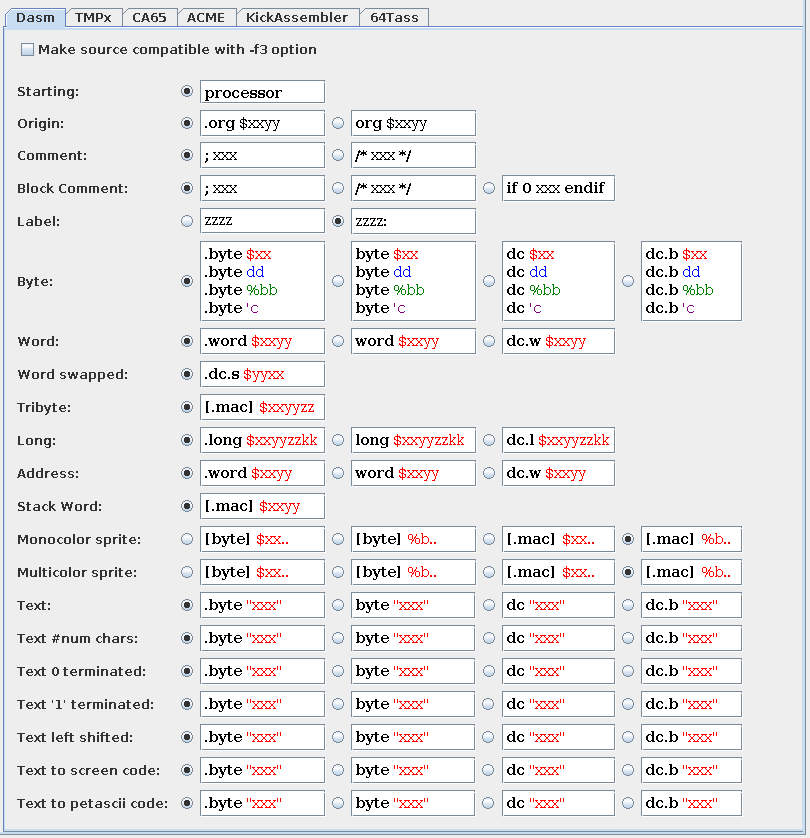 Dasm TMPx CA65 ACME KickAssembler 64Tass
Make source compatible with -f3 option
Starting: processor
Origin: .org $xxyy org $xxyy
Comment: ; xxx /* xxx */
Block Comment: ; xxx /* xxx */ if 0 xxx endif
Label: zzzz zzzz:
.byte $xx byte $xx dc $xx dc.b $xx
.byte dd byte dd dc dd dc.b dd
Byte: .byte %bb byte %bb dc %bb dc.b %bb
.byte 'c byte 'c dc 'c dc.b 'c
Word: .word $xxyy word $xxyy dc.w $xxyy
Word swapped: .dc.s $yyxx
Tribyte: [.mac] $xxyyzz
Long: .long $xxyyzzkk long $xxyyzzkk dc.l $xxyyzzkk
Address: .word $xxyy word $xxyy dc.w $xxyy
Stack Word: [.mac] $xxyy
Monocolor sprite: [byte] $xx.. [byte] %b.. [.mac] $xx.. [.mac] %b..
Multicolor sprite: [byte] $xx.. [byte] %b.. [.mac] $xx.. [.mac] %b..
Text: .byte "xxx" byte "xxx" dc "xxx" dc.b "xxx"
Text #num chars: .byte "xxx" byte "xxx" dc "xxx" dc.b "xxx"
Text 0 terminated: .byte "xxx" byte "xxx" dc "xxx" dc.b "xxx"
Text '1' terminated: .byte "xxx" byte "xxx" dc "xxx" dc.b "xxx"
Text left shifted: .byte "xxx" byte "xxx" dc "xxx" dc.b "xxx"
Text to screen code: .byte "xxx" byte "xxx" dc "xxx" dc.b "xxx"
Text to petascii code: .byte "xxx" byte "xxx" dc "xxx" dc.b "xxx"